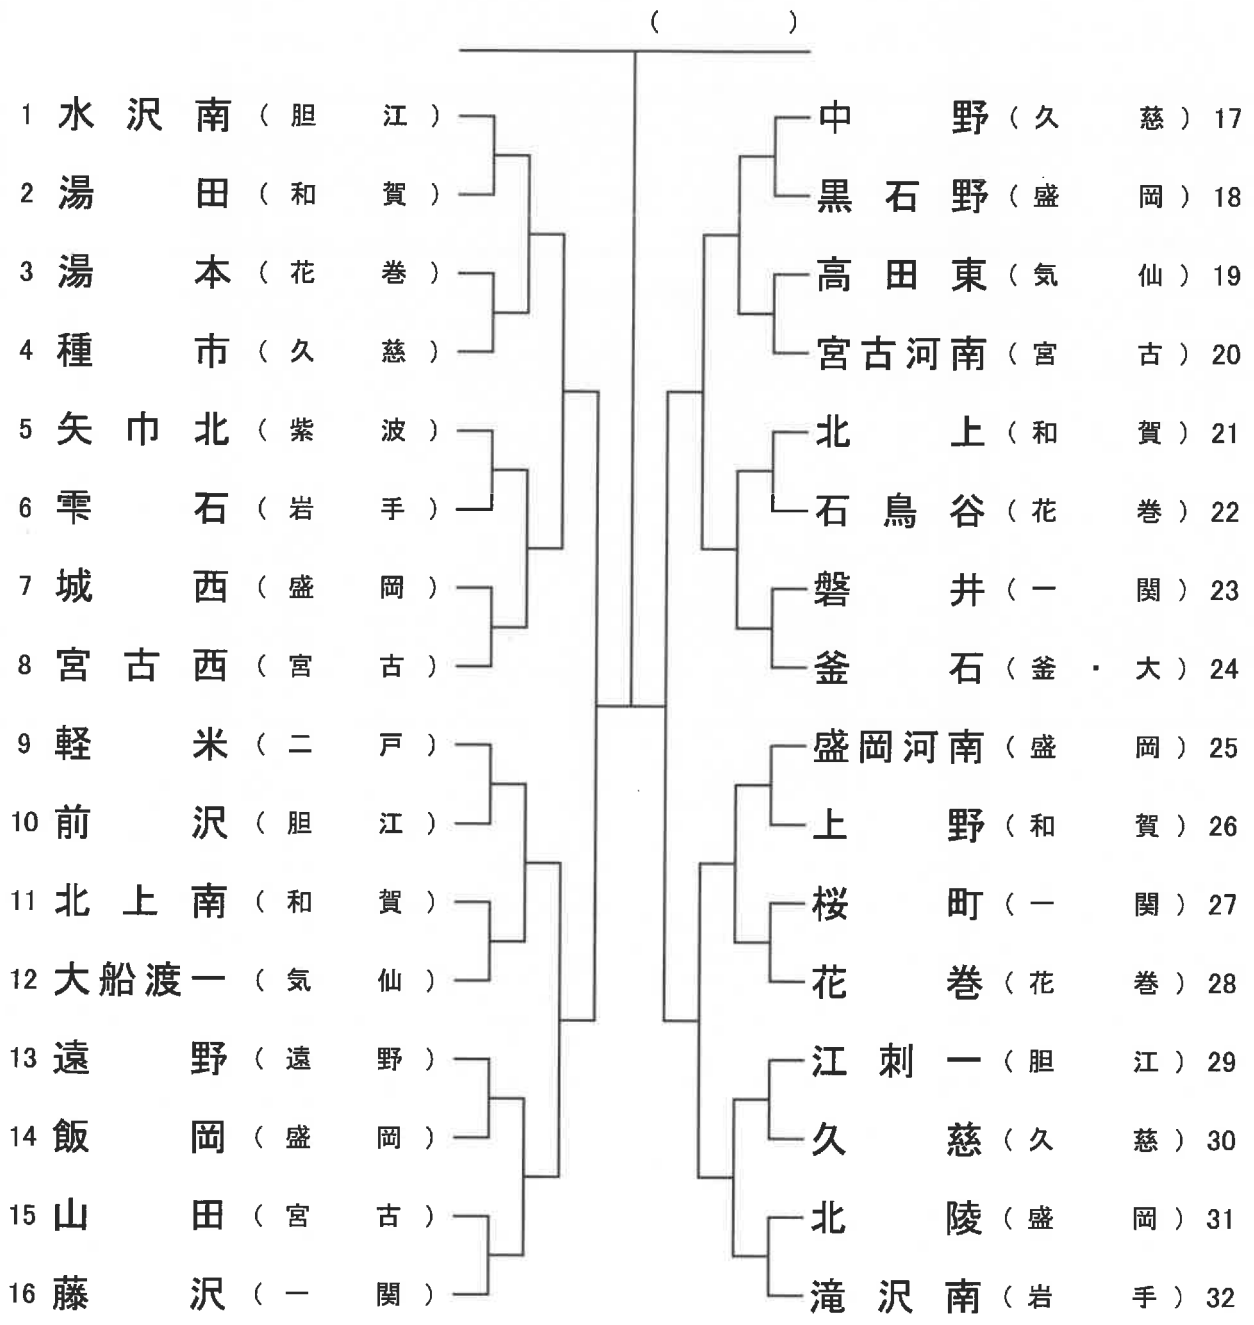 (　　　)
1 水沢南（胆江）
2 湯田（和賀）
3 湯本（花巻）
4 種市（久慈）
5 矢巾北（紫波）
6 雫石（岩手）
7 城西（盛岡）
8 宮古西（宮古）
9 軽米（二戸）
10 前沢（胆江）
11 北上南（和賀）
12 大船渡一（気仙）
13 遠野（遠野）
14 飯岡（盛岡）
15 山田（宮古）
16 藤沢（一関）
中野（久慈）17
黒石野（盛岡）18
高田東（気仙）19
宮古河南（宮古）20
北上（和賀）21
石鳥谷（花巻）22
磐井（一関）23
釜石（釜・大）24
盛岡河南（盛岡）25
上野（和賀）26
桜町（一関）27
花巻（花巻）28
江刺一（胆江）29
久慈（久慈）30
北陵（盛岡）31
滝沢南（岩手）32